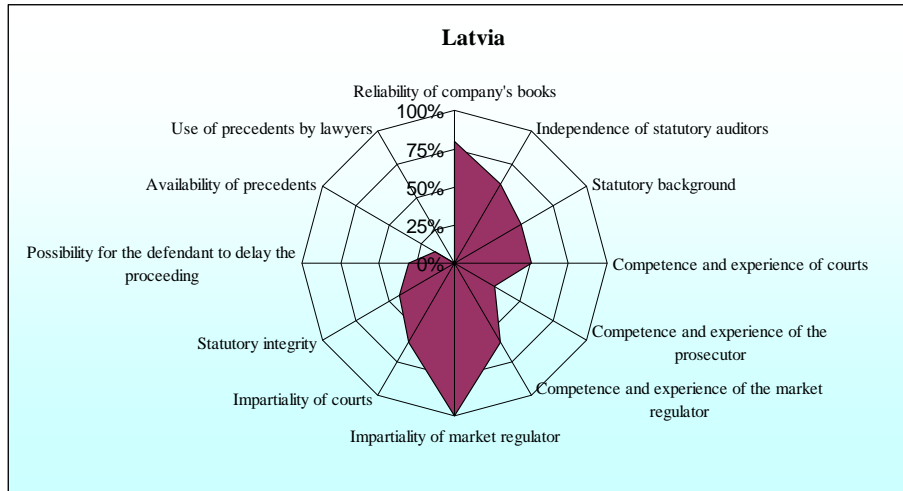 Latvia
Reliability of company's books
100%
Use of precedents by lawyers
Independence of statutory auditors
75%
Availability of precedents
Statutory background
50%
25%
Possibility for the defendant to delay the
proceeding
0%
Competence and experience of courts
Statutory integrity
Competence and experience of the
prosecutor
Impartiality of courts
Competence and experience of the market
regulator
Impartiality of market regulator